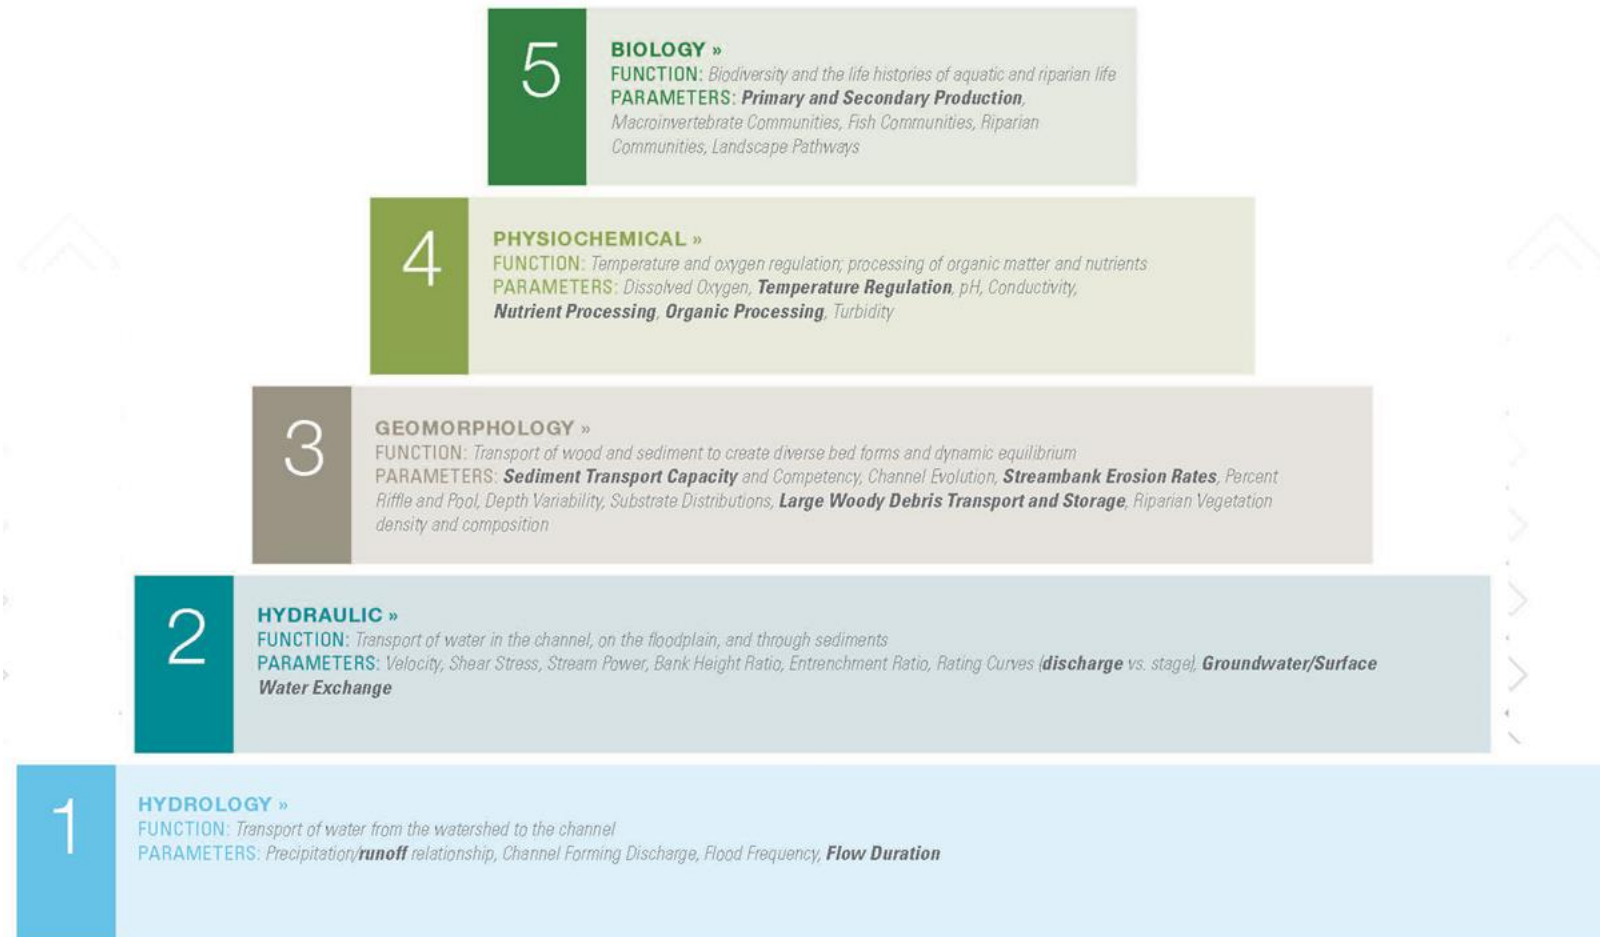 5
BIOLOGY »
FUNCTION: Biodiversity and the life histories of aquatic and riparian life
PARAMETERS: Primary and Secondary Production,
Macroinvertebrate Communities, Fish Communities, Riparian
Communities, Landscape Pathways
4
PHYSIOCHEMICAL »
FUNCTION: Temperature and oxygen regulation; processing of organic matter and nutrients
PARAMETERS: Dissolved Oxygen, Temperature Regulation, pH, Conductivity,
Nutrient Processing, Organic Processing, Turbidity
3
GEOMORPHOLOGY »
FUNCTION: Transport of wood and sediment to create diverse bed forms and dynamic equilibrium
PARAMETERS: Sediment Transport Capacity and Competency, Channel Evolution, Streambank Erosion Rates, Percent
Riffle and Pool, Depth Variability, Substrate Distributions, Large Woody Debris Transport and Storage, Riparian Vegetation
density and composition
2
HYDRAULIC »
FUNCTION: Transport of water in the channel, on the floodplain, and through sediments
PARAMETERS: Velocity, Shear Stress, Stream Power, Bank Height Ratio, Entrenchment Ratio, Rating Curves (discharge vs. stage), Groundwater/Surface
Water Exchange
1
HYDROLOGY »
FUNCTION: Transport of water from the watershed to the channel
PARAMETERS: Precipitation/runoff relationship, Channel Forming Discharge, Flood Frequency, Flow Duration